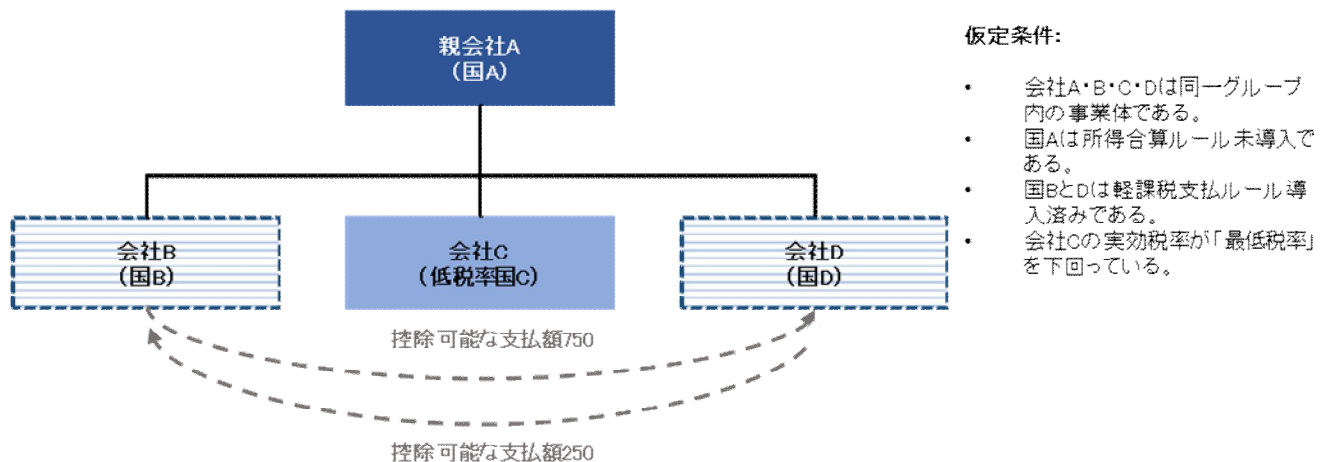 親会社A
(国A)
会社B
(国B)
会社C
(低税率国C)
会社D
(国D)
控除可能な支払額750
控除可能な支払額250
仮定条件:
• 会社A・B・C・Dは同一グループ
内の事業体である。
• 国Aは所得合算ルール未導入で
ある。
• 国BとDは軽課税支払ルール導
入済みである。
• 会社Cの実効税率が「最低税率」
を下回っている。